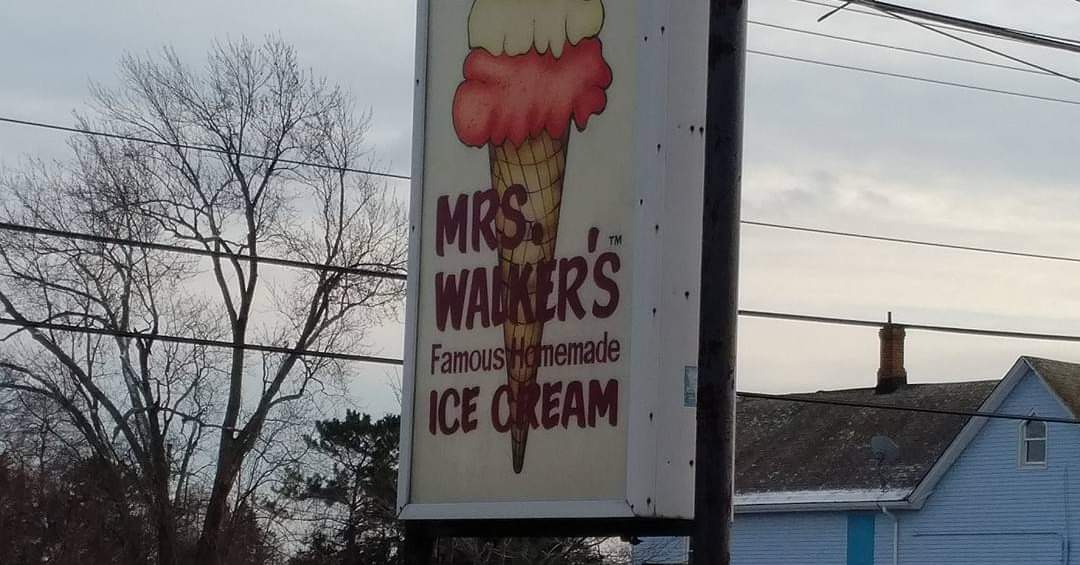 MRS.
WALKER'S™
Famous Homemade
ICE CREAM